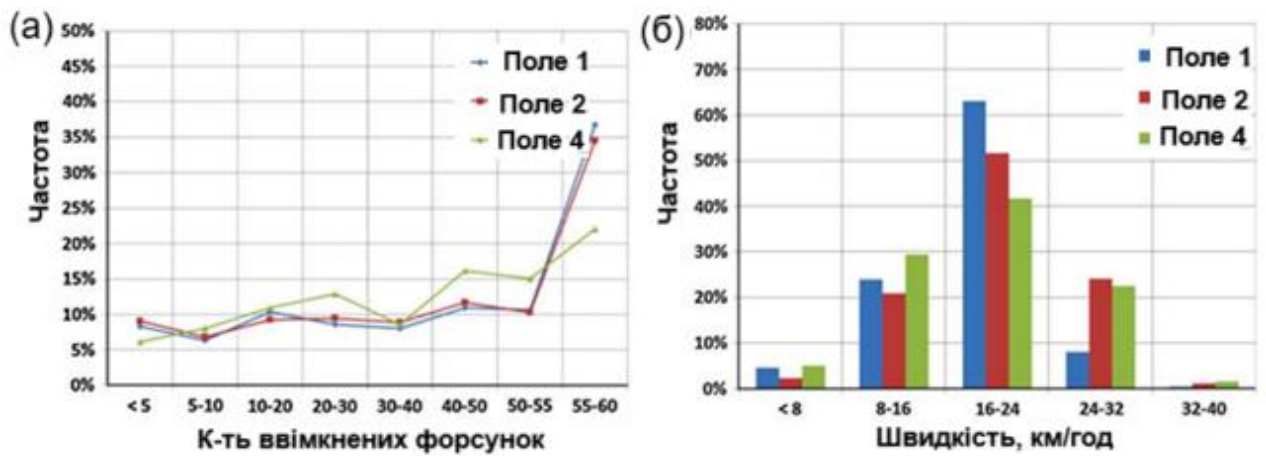 (а)
50%
45%
40%
35%
30%
25%
20%
15%
10%
5%
0%
Частота
Поле 1
Поле 2
Поле 4
< 5 5-10 10-20 20-30 30-40 40-50 50-55 55-60
К-ть ввімкнених форсунок
(б)
80%
70%
60%
50%
40%
30%
20%
10%
0%
Частота
Поле 1
Поле 2
Поле 4
< 8 8-16 16-24 24-32 32-40
Швидкість, км/год